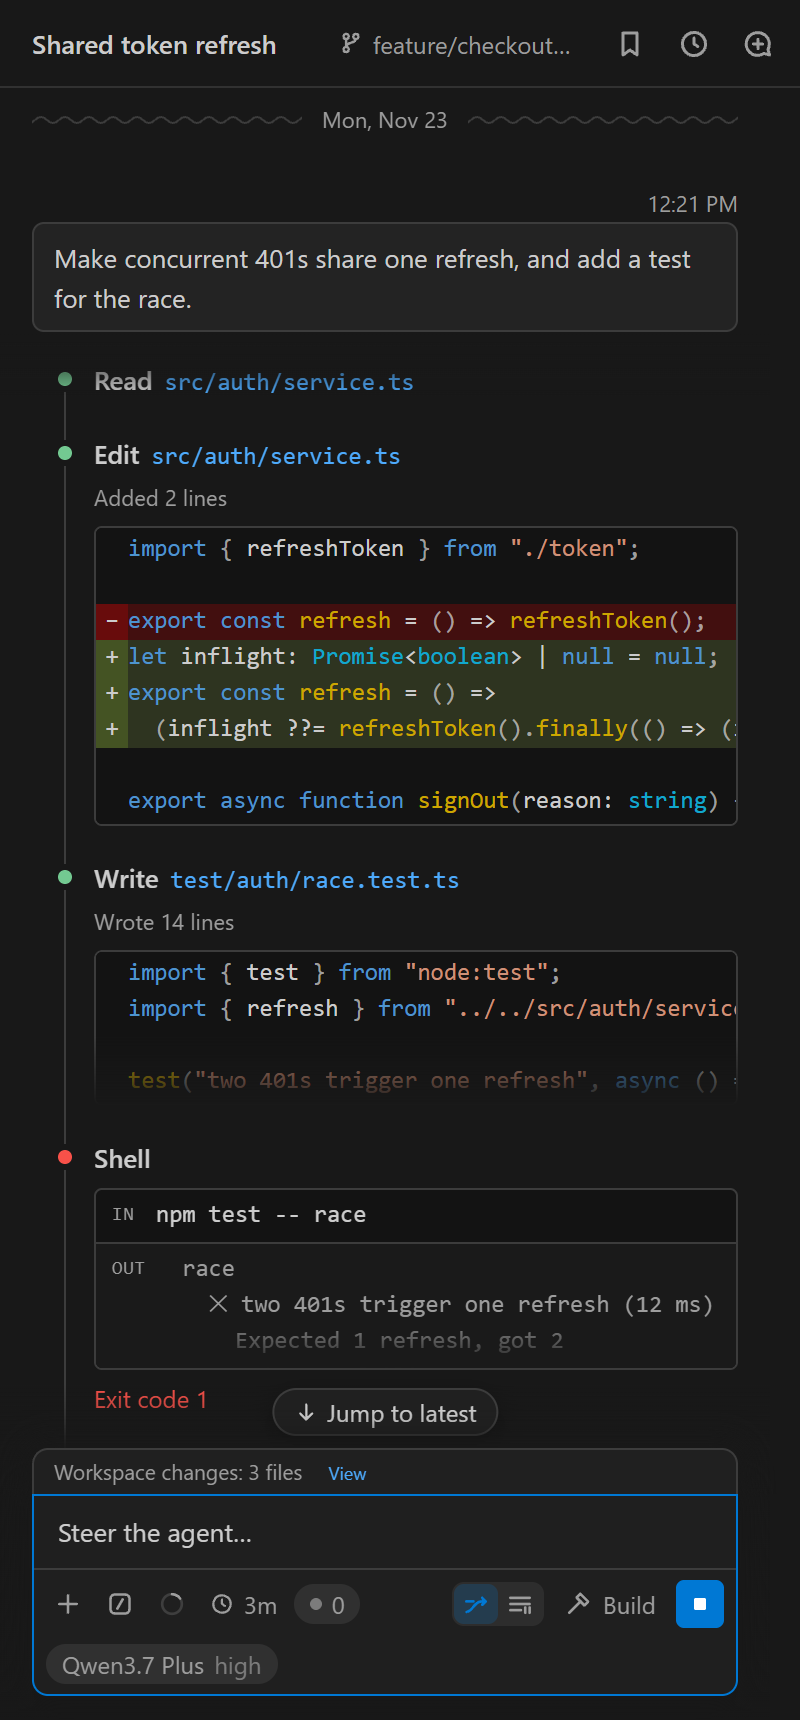 Shared token refresh
feature/checkout...
Mon, Nov 23
12:21 PM
Make concurrent 401s share one refresh, and add a test
for the race.
Read src/auth/service.ts
Edit src/auth/service.ts
Added 2 lines
import { refreshToken } from "./token";
- export const refresh = () => refreshToken();
+ let inflight: Promise<boolean> | null = null;
+ export const refresh = () =>
+ (inflight ??= refreshToken().finally(() => (
export async function signOut(reason: string)
Write test/auth/race.test.ts
Wrote 14 lines
import { test } from "node:test";
import { refresh } from "../../src/auth/servic
test("two 401s trigger one refresh", async ()
Shell
IN npm test -- race
OUT race
× two 401s trigger one refresh (12 ms)
Expected 1 refresh, got 2
Exit code 1
↓ Jump to latest
Workspace changes: 3 files View
Steer the agent...
3m 0 Build
Qwen3.7 Plus high